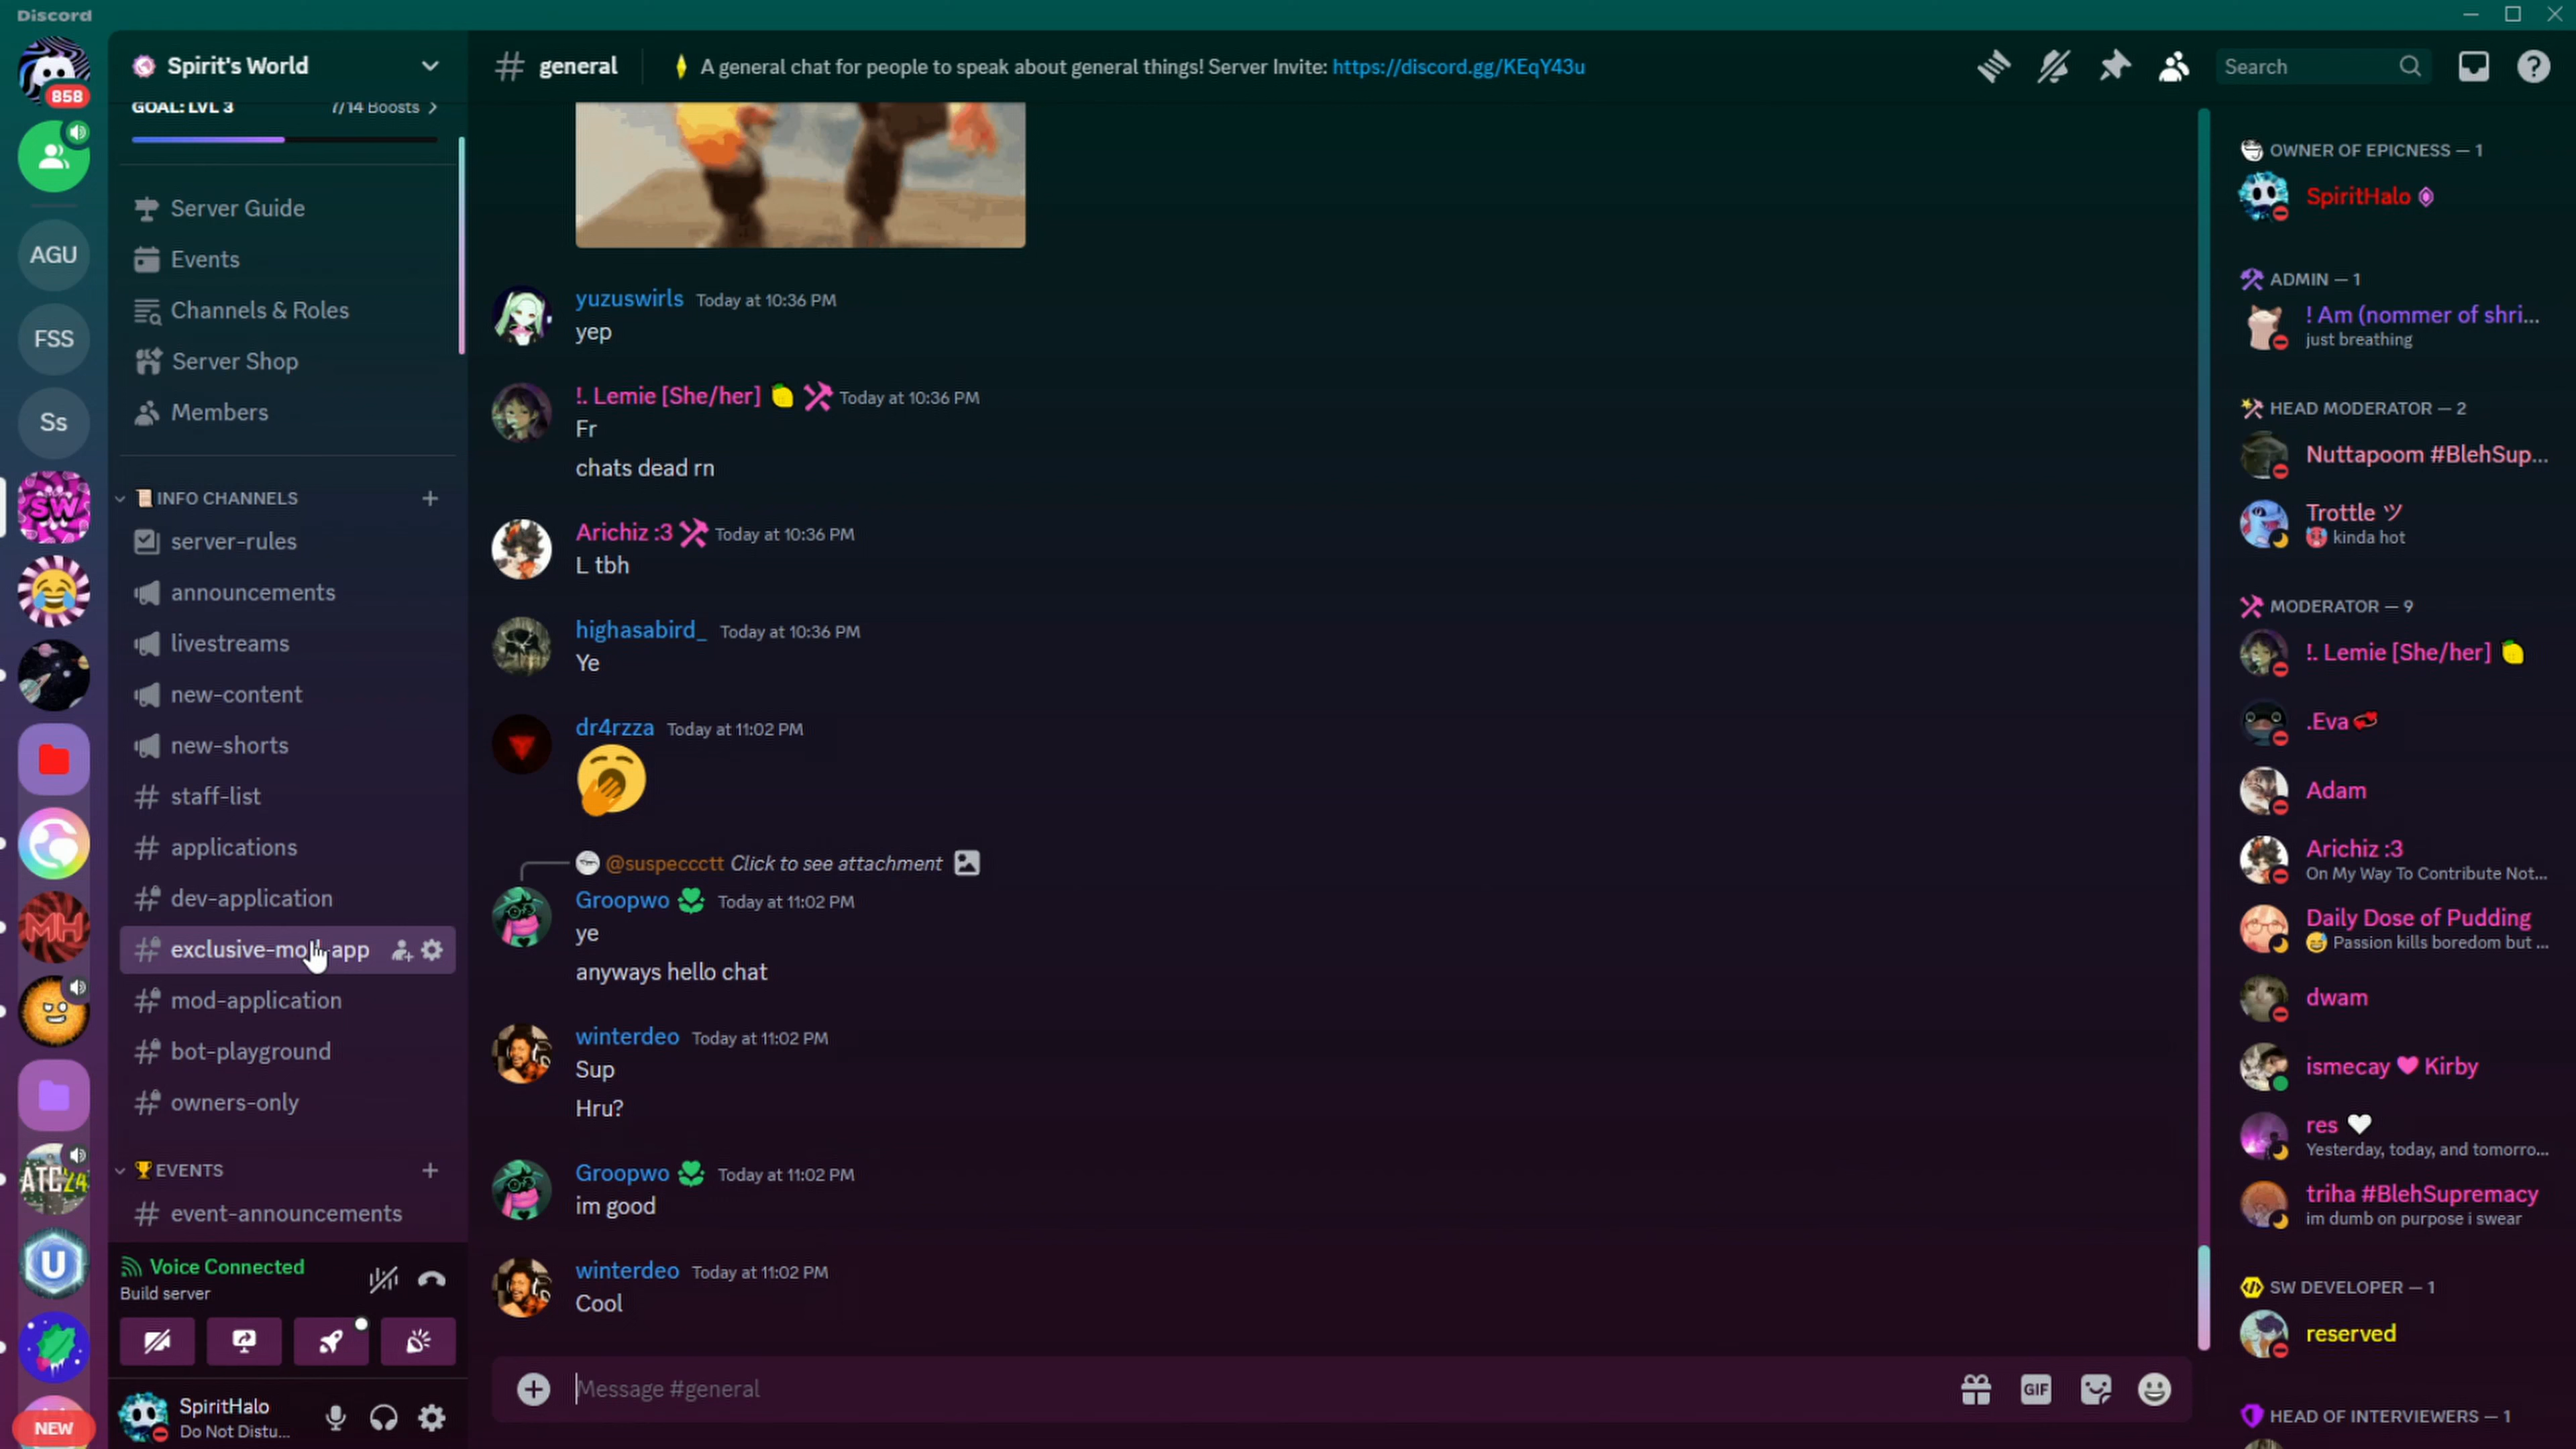 Discord
858
AGU
FSS
Ss
SW
MH
ATC24
U
NEW
Spirit's World
GOAL: LVL 3 7/14 Boosts
Server Guide
Events
Channels & Roles
Server Shop
Members
INFO CHANNELS
server-rules
announcements
livestreams
new-content
new-shorts
staff-list
applications
dev-application
exclusive-mod-app
mod-application
bot-playground
owners-only
EVENTS
event-announcements
Voice Connected
Build server
SpiritHalo
Do Not Distu...
general A general chat for people to speak about general things! Server Invite: https://discord.gg/KEqY43u
Search
yuzuswirls Today at 10:36 PM
yep
!. Lemie [She/her] Today at 10:36 PM
Fr
chats dead rn
Arichiz :3 Today at 10:36 PM
L tbh
highasabird_ Today at 10:36 PM
Ye
dr4rzza Today at 11:02 PM
@suspeccctt Click to see attachment
Groopwo Today at 11:02 PM
ye
anyways hello chat
winterdeo Today at 11:02 PM
Sup
Hru?
Groopwo Today at 11:02 PM
im good
winterdeo Today at 11:02 PM
Cool
Message #general
GIF
OWNER OF EPICNESS — 1
SpiritHalo
ADMIN — 1
! Am (nommer of shri...
just breathing
HEAD MODERATOR — 2
Nuttapoom #BlehSup...
Trottle ツ
kinda hot
MODERATOR — 9
!. Lemie [She/her]
.Eva
Adam
Arichiz :3
On My Way To Contribute Not...
Daily Dose of Pudding
Passion kills boredom but ...
dwam
ismecay Kirby
res
Yesterday, today, and tomorro...
triha #BlehSupremacy
im dumb on purpose i swear
SW DEVELOPER — 1
reserved
HEAD OF INTERVIEWERS — 1